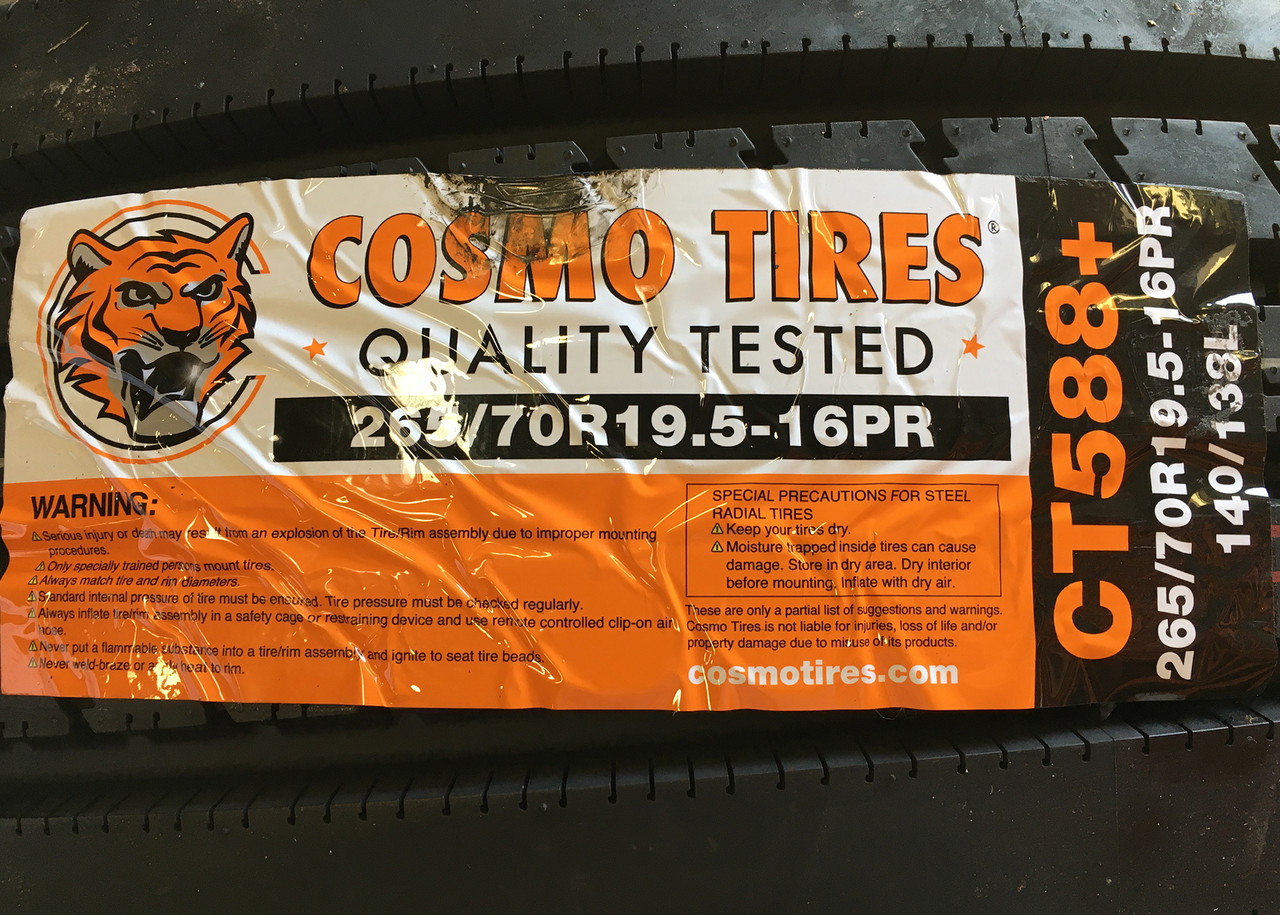 COSMO TIRES®
QUALITY TESTED
265/70R19.5-16PR
WARNING:
Serious injury or death may result from an explosion of the Tire/Rim assembly due to improper mounting
procedures.
Only specially trained persons mount tires.
Always match tire and rim diameters.
Standard internal pressure of tire must be ensured. Tire pressure must be checked regularly.
Always inflate tire/rim assembly in a safety cage or restraining device and use remote controlled clip-on air
hose.
Never put a flammable substance into a tire/rim assembly and ignite to seat tire beads.
Never weld-braze or apply heat to rim.
SPECIAL PRECAUTIONS FOR STEEL
RADIAL TIRES
Keep your tires dry.
Moisture trapped inside tires can cause
damage. Store in dry area. Dry interior
before mounting. Inflate with dry air.
These are only a partial list of suggestions and warnings.
Cosmo Tires is not liable for injuries, loss of life and/or
property damage due to misuse of its products.
cosmotires.com
CT588+
265/70R19.5-16PR
140/138L